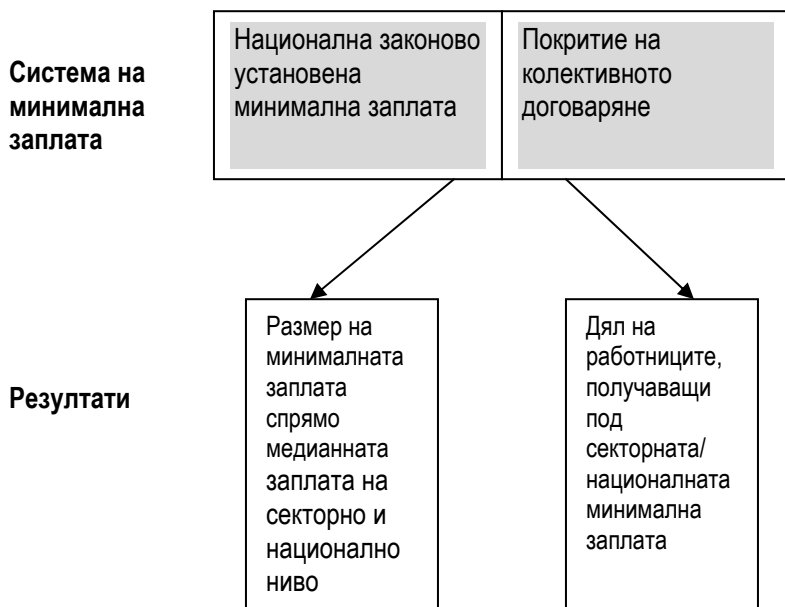 Система на
минимална
заплата
Национална законово
установена
минимална заплата
Покритие на
колективното
договаряне
Резултати
Размер на
минималната
заплата
спрямо
медианната
заплата на
секторно и
национално
ниво
Дял на
работниците,
получаващи
под
секторната/
националната
минимална
заплата